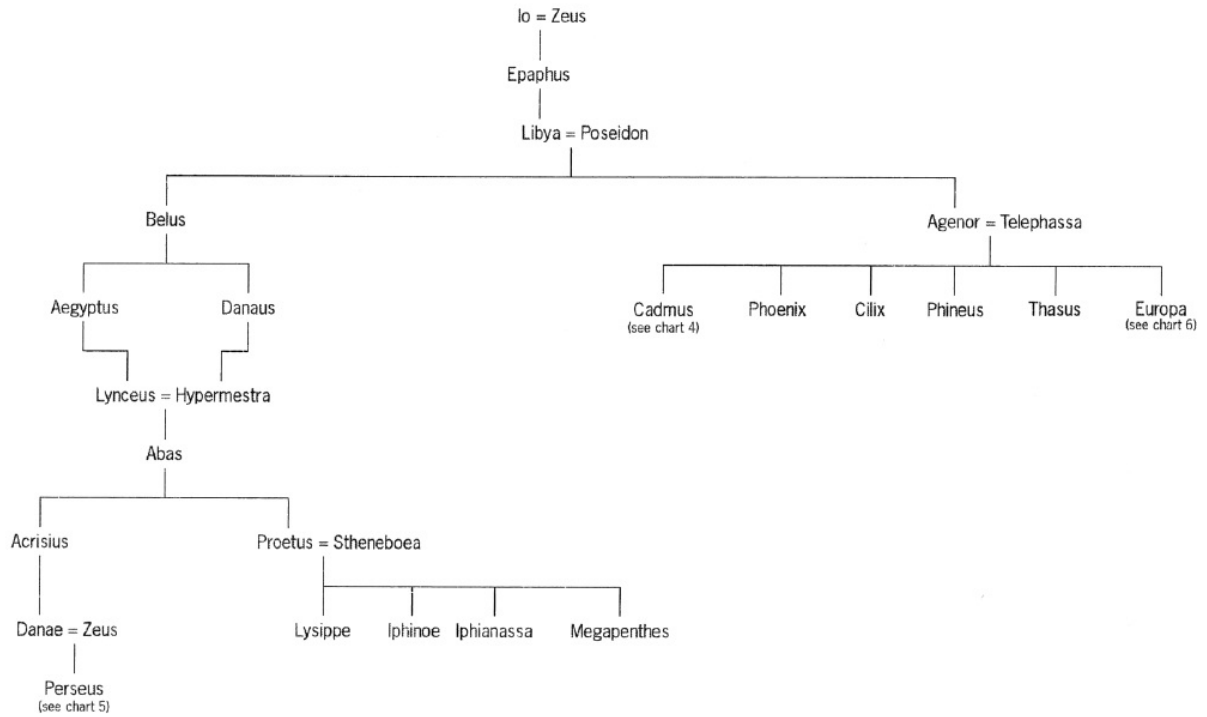 Io = Zeus
Epaphus
Libya = Poseidon
Belus
Agenor = Telephassa
Aegyptus Danaus
Cadmus Phoenix Cilix Phineus Thasus Europa
(see chart 4) (see chart 6)
Lynceus = Hypermestra
Abas
Acrisius Proetus = Stheneboea
Danae = Zeus Lysippe Iphinoe Iphianassa Megapenthes
Perseus
(see chart 5)